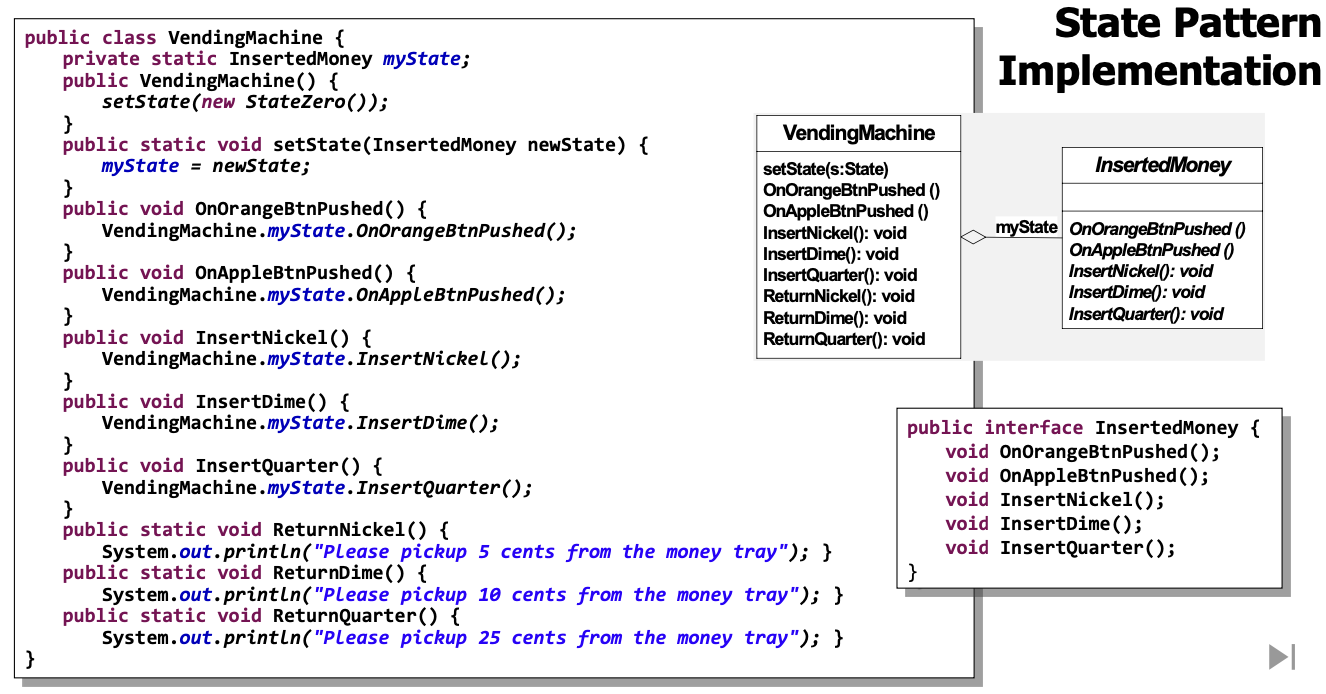 State Pattern
Implementation
public class VendingMachine {
private static InsertedMoney myState;
public VendingMachine() {
setState(new StateZero());
}
public static void setState(InsertedMoney newState) {
myState = newState;
}
public void OnOrangeBtnPushed() {
VendingMachine.myState.OnOrangeBtnPushed();
}
public void OnAppleBtnPushed() {
VendingMachine.myState.OnAppleBtnPushed();
}
public void InsertNickel() {
VendingMachine.myState.InsertNickel();
}
public void InsertDime() {
VendingMachine.myState.InsertDime();
}
public void InsertQuarter() {
VendingMachine.myState.InsertQuarter();
}
public static void ReturnNickel() {
System.out.println("Please pickup 5 cents from the money tray"); }
public static void ReturnDime() {
System.out.println("Please pickup 10 cents from the money tray"); }
public static void ReturnQuarter() {
System.out.println("Please pickup 25 cents from the money tray"); }
}
VendingMachine
setState(s:State)
OnOrangeBtnPushed ()
OnAppleBtnPushed ()
InsertNickel(): void
InsertDime(): void
InsertQuarter(): void
ReturnNickel(): void
ReturnDime(): void
ReturnQuarter(): void
myState
InsertedMoney
OnOrangeBtnPushed ()
OnAppleBtnPushed ()
InsertNickel(): void
InsertDime(): void
InsertQuarter(): void
public interface InsertedMoney {
void OnOrangeBtnPushed();
void OnAppleBtnPushed();
void InsertNickel();
void InsertDime();
void InsertQuarter();
}